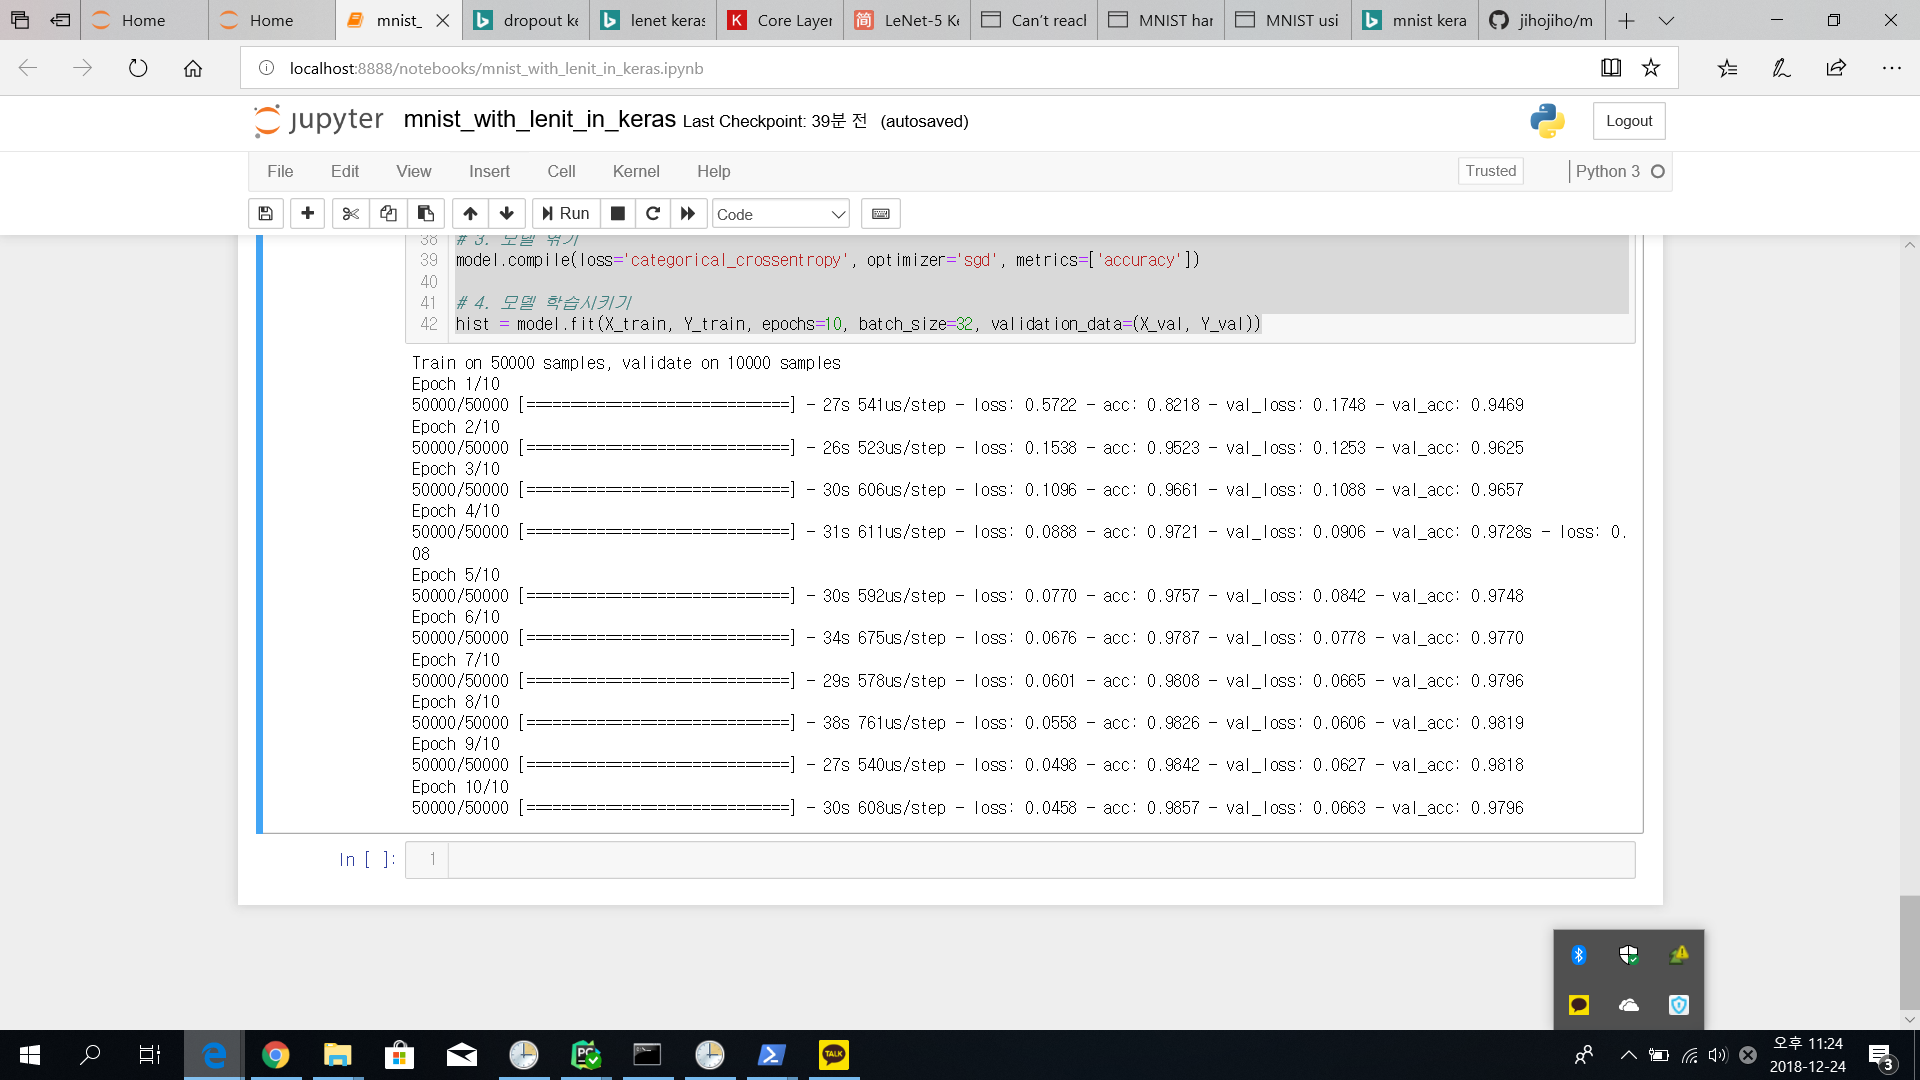 Home
Home
mnist_
dropout ke
lenet keras
Core Layer
LeNet-5 Ke
Can't reacl
MNIST har
MNIST usi
mnist kera
jihojiho/m
localhost:8888/notebooks/mnist_with_lenit_in_keras.ipynb
jupyter mnist_with_lenit_in_keras Last Checkpoint: 39분 전 (autosaved)
Logout
File Edit View Insert Cell Kernel Help
Trusted
Python 3
Run
Code
38 # 3. 모델 엮기
39 model.compile(loss='categorical_crossentropy', optimizer='sgd', metrics=['accuracy'])
40
41 # 4. 모델 학습시키기
42 hist = model.fit(X_train, Y_train, epochs=10, batch_size=32, validation_data=(X_val, Y_val))
Train on 50000 samples, validate on 10000 samples
Epoch 1/10
50000/50000 [==============================] - 27s 541us/step - loss: 0.5722 - acc: 0.8218 - val_loss: 0.1748 - val_acc: 0.9469
Epoch 2/10
50000/50000 [==============================] - 26s 523us/step - loss: 0.1538 - acc: 0.9523 - val_loss: 0.1253 - val_acc: 0.9625
Epoch 3/10
50000/50000 [==============================] - 30s 606us/step - loss: 0.1096 - acc: 0.9661 - val_loss: 0.1088 - val_acc: 0.9657
Epoch 4/10
50000/50000 [==============================] - 31s 611us/step - loss: 0.0888 - acc: 0.9721 - val_loss: 0.0906 - val_acc: 0.9728s - loss: 0.
08
Epoch 5/10
50000/50000 [==============================] - 30s 592us/step - loss: 0.0770 - acc: 0.9757 - val_loss: 0.0842 - val_acc: 0.9748
Epoch 6/10
50000/50000 [==============================] - 34s 675us/step - loss: 0.0676 - acc: 0.9787 - val_loss: 0.0778 - val_acc: 0.9770
Epoch 7/10
50000/50000 [==============================] - 29s 578us/step - loss: 0.0601 - acc: 0.9808 - val_loss: 0.0665 - val_acc: 0.9796
Epoch 8/10
50000/50000 [==============================] - 38s 761us/step - loss: 0.0558 - acc: 0.9826 - val_loss: 0.0606 - val_acc: 0.9819
Epoch 9/10
50000/50000 [==============================] - 27s 540us/step - loss: 0.0498 - acc: 0.9842 - val_loss: 0.0627 - val_acc: 0.9818
Epoch 10/10
50000/50000 [==============================] - 30s 608us/step - loss: 0.0458 - acc: 0.9857 - val_loss: 0.0663 - val_acc: 0.9796
In [ ]: 1
PC
TALK
오후 11:24
2018-12-24
3